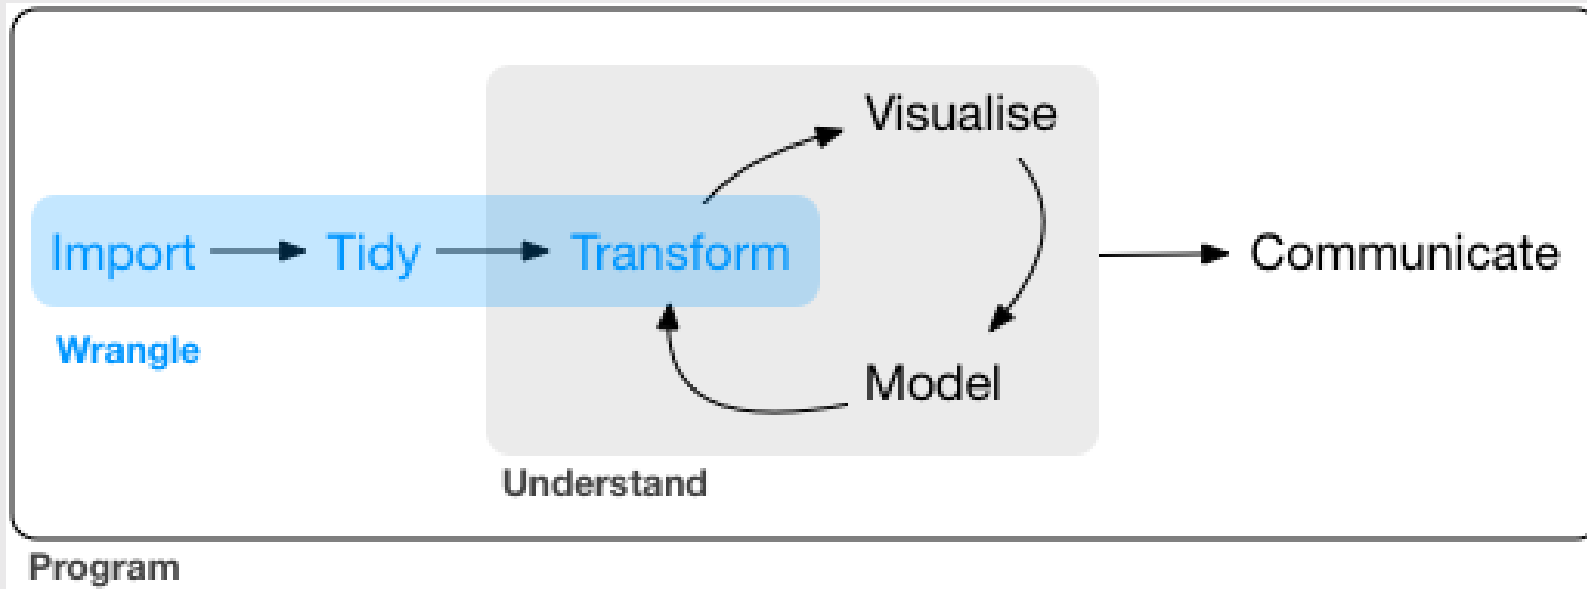 Visualise
Import
Tidy
Transform
Communicate
Wrangle
Model
Understand
Program